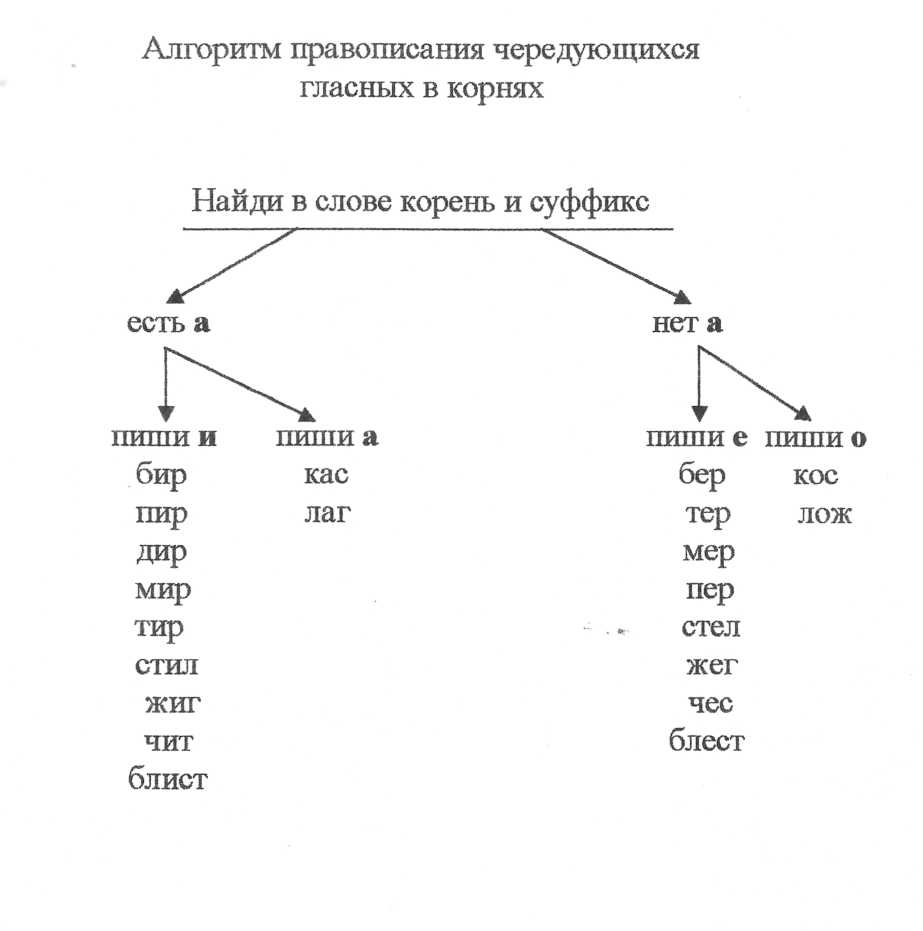 Алгоритм правописания чередующихся
гласных в корнях
Найди в слове корень и суффикс
есть а нет а
пиши и пиши а пиши е пиши о
бир кас бер кос
пир лаг тер лож
дир мер
мир пер
тир стел
стил жег
жиг чес
чит блест
блист